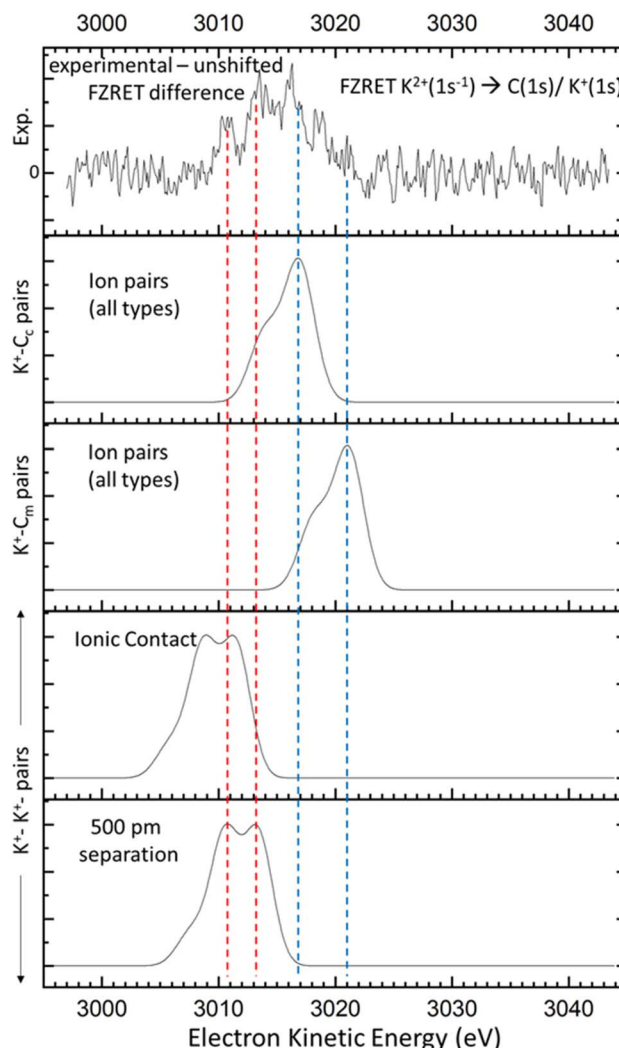 3000 3010 3020 3030 3040
experimental – unshifted
FZRET difference
FZRET K²⁺(1s⁻¹) → C(1s)/ K⁺(1s)
Exp.
0
Ion pairs
(all types)
K⁺-C_c pairs
Ion pairs
(all types)
K⁺-C_m pairs
Ionic Contact
500 pm
separation
K⁺- K⁺- pairs
3000 3010 3020 3030 3040
Electron Kinetic Energy (eV)